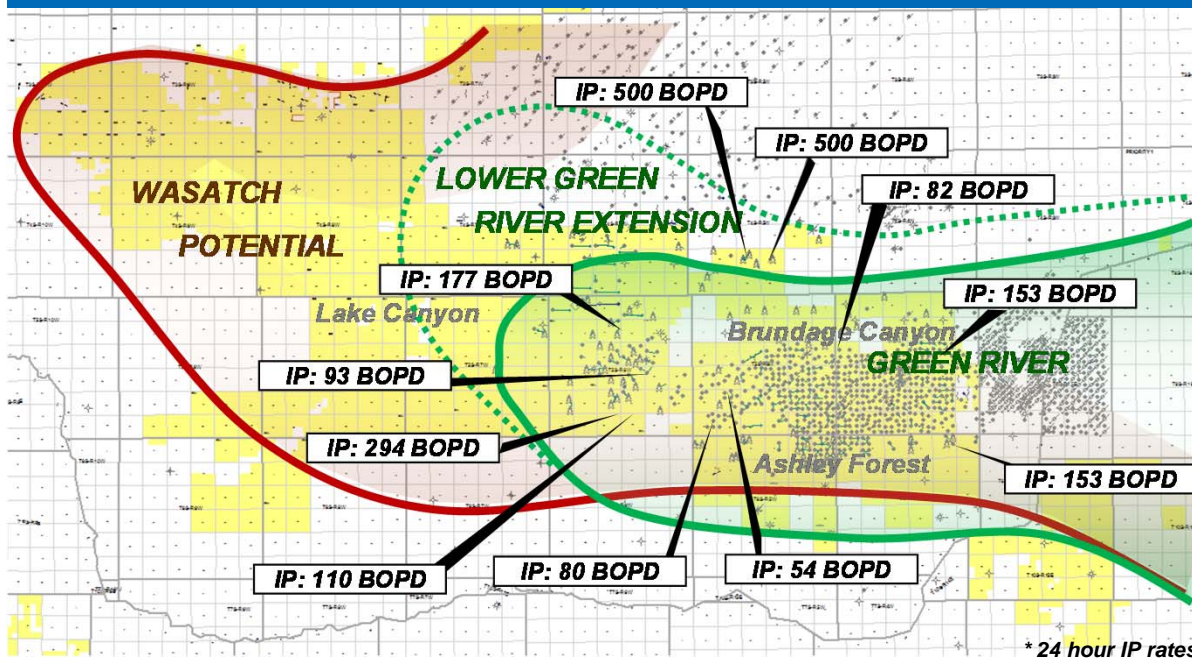 IP: 500 BOPD
IP: 500 BOPD
WASATCH
POTENTIAL
LOWER GREEN
RIVER EXTENSION
IP: 82 BOPD
IP: 177 BOPD
IP: 153 BOPD
Lake Canyon
Brundage Canyon
GREEN RIVER
IP: 93 BOPD
IP: 294 BOPD
Ashley Forest
IP: 153 BOPD
IP: 110 BOPD
IP: 80 BOPD
IP: 54 BOPD
* 24 hour IP rates